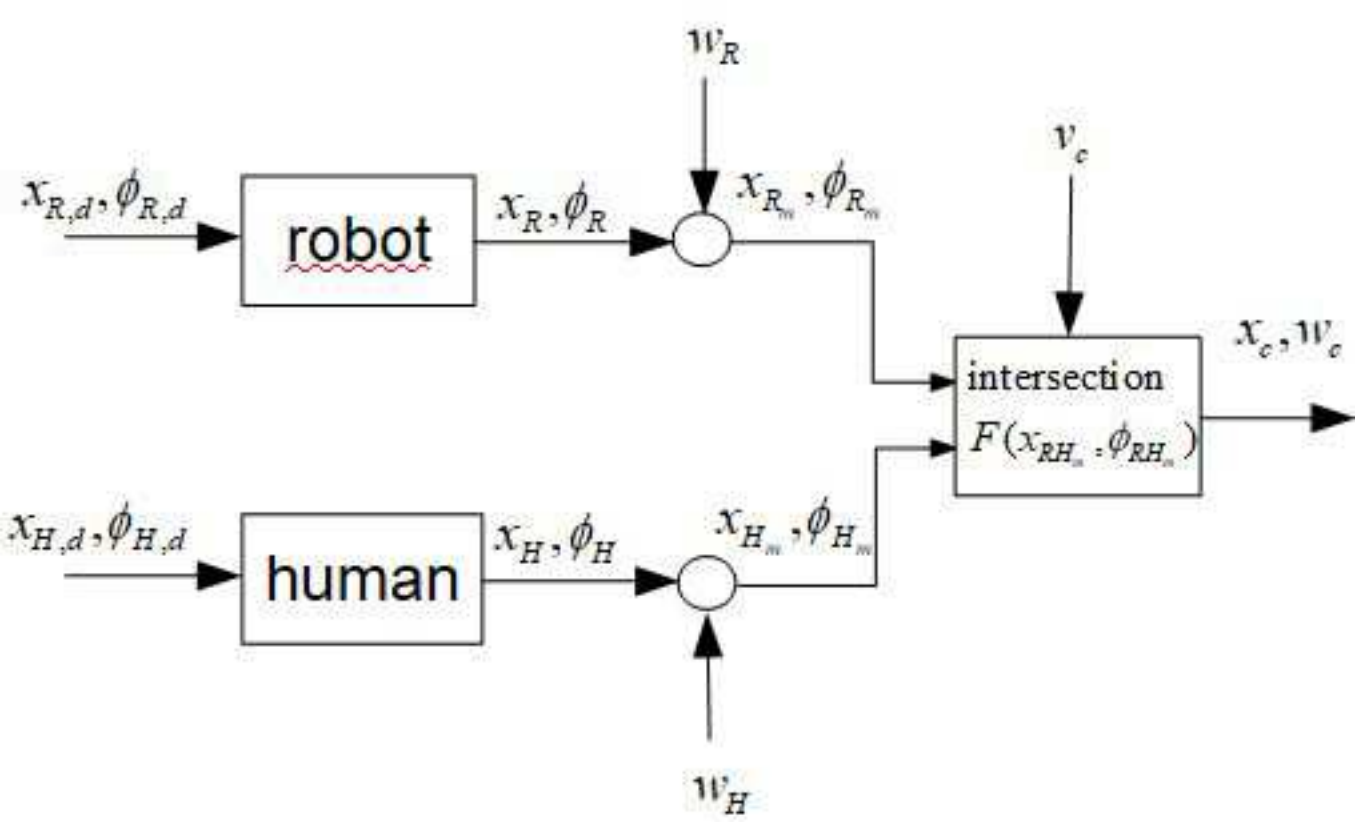 w_R
v_c
x_{R,d}, ϕ_{R,d}
robot
x_R, ϕ_R
x_{R_m}, ϕ_{R_m}
x_c, w_c
intersection
F(x_{RH_m}, ϕ_{RH_m})
x_{H,d}, ϕ_{H,d}
human
x_H, ϕ_H
x_{H_m}, ϕ_{H_m}
w_H